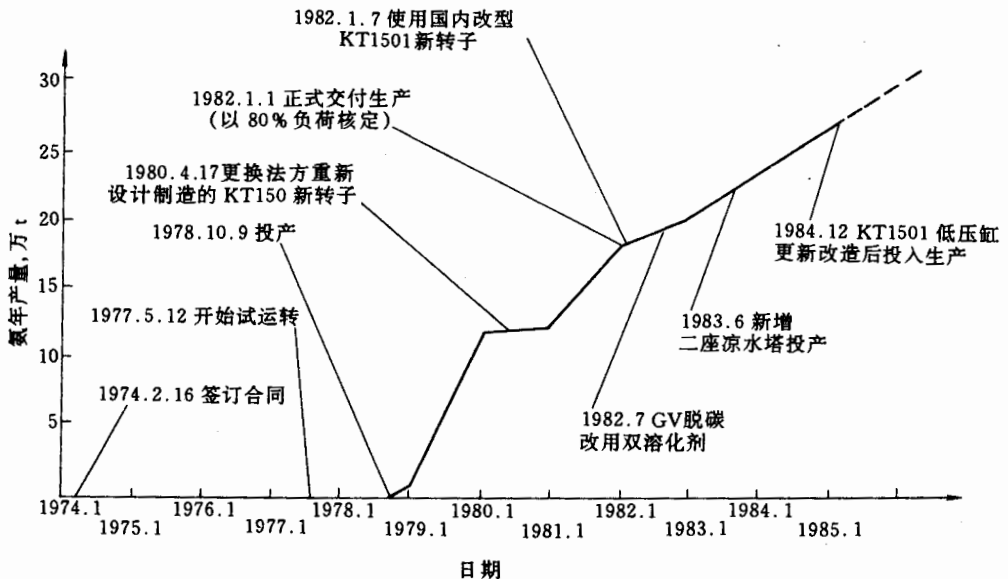 1982.1.7 使用国内改型
KT1501新转子
1982.1.1 正式交付生产
(以 80% 负荷核定)
1980.4.17更换法方重新
设计制造的 KT150 新转子
1978.10.9 投产
1977.5.12 开始试运转
1974.2.16 签订合同
1984.12 KT1501 低压缸
更新改造后投入生产
1983.6 新增
二座凉水塔投产
1982.7 GV脱碳
改用双溶化剂
氨年产量,万 t
30
25
20
15
10
5
1974.1
1975.1
1976.1
1977.1
1978.1
1979.1
1980.1
1981.1
1982.1
1983.1
1984.1
1985.1
日期